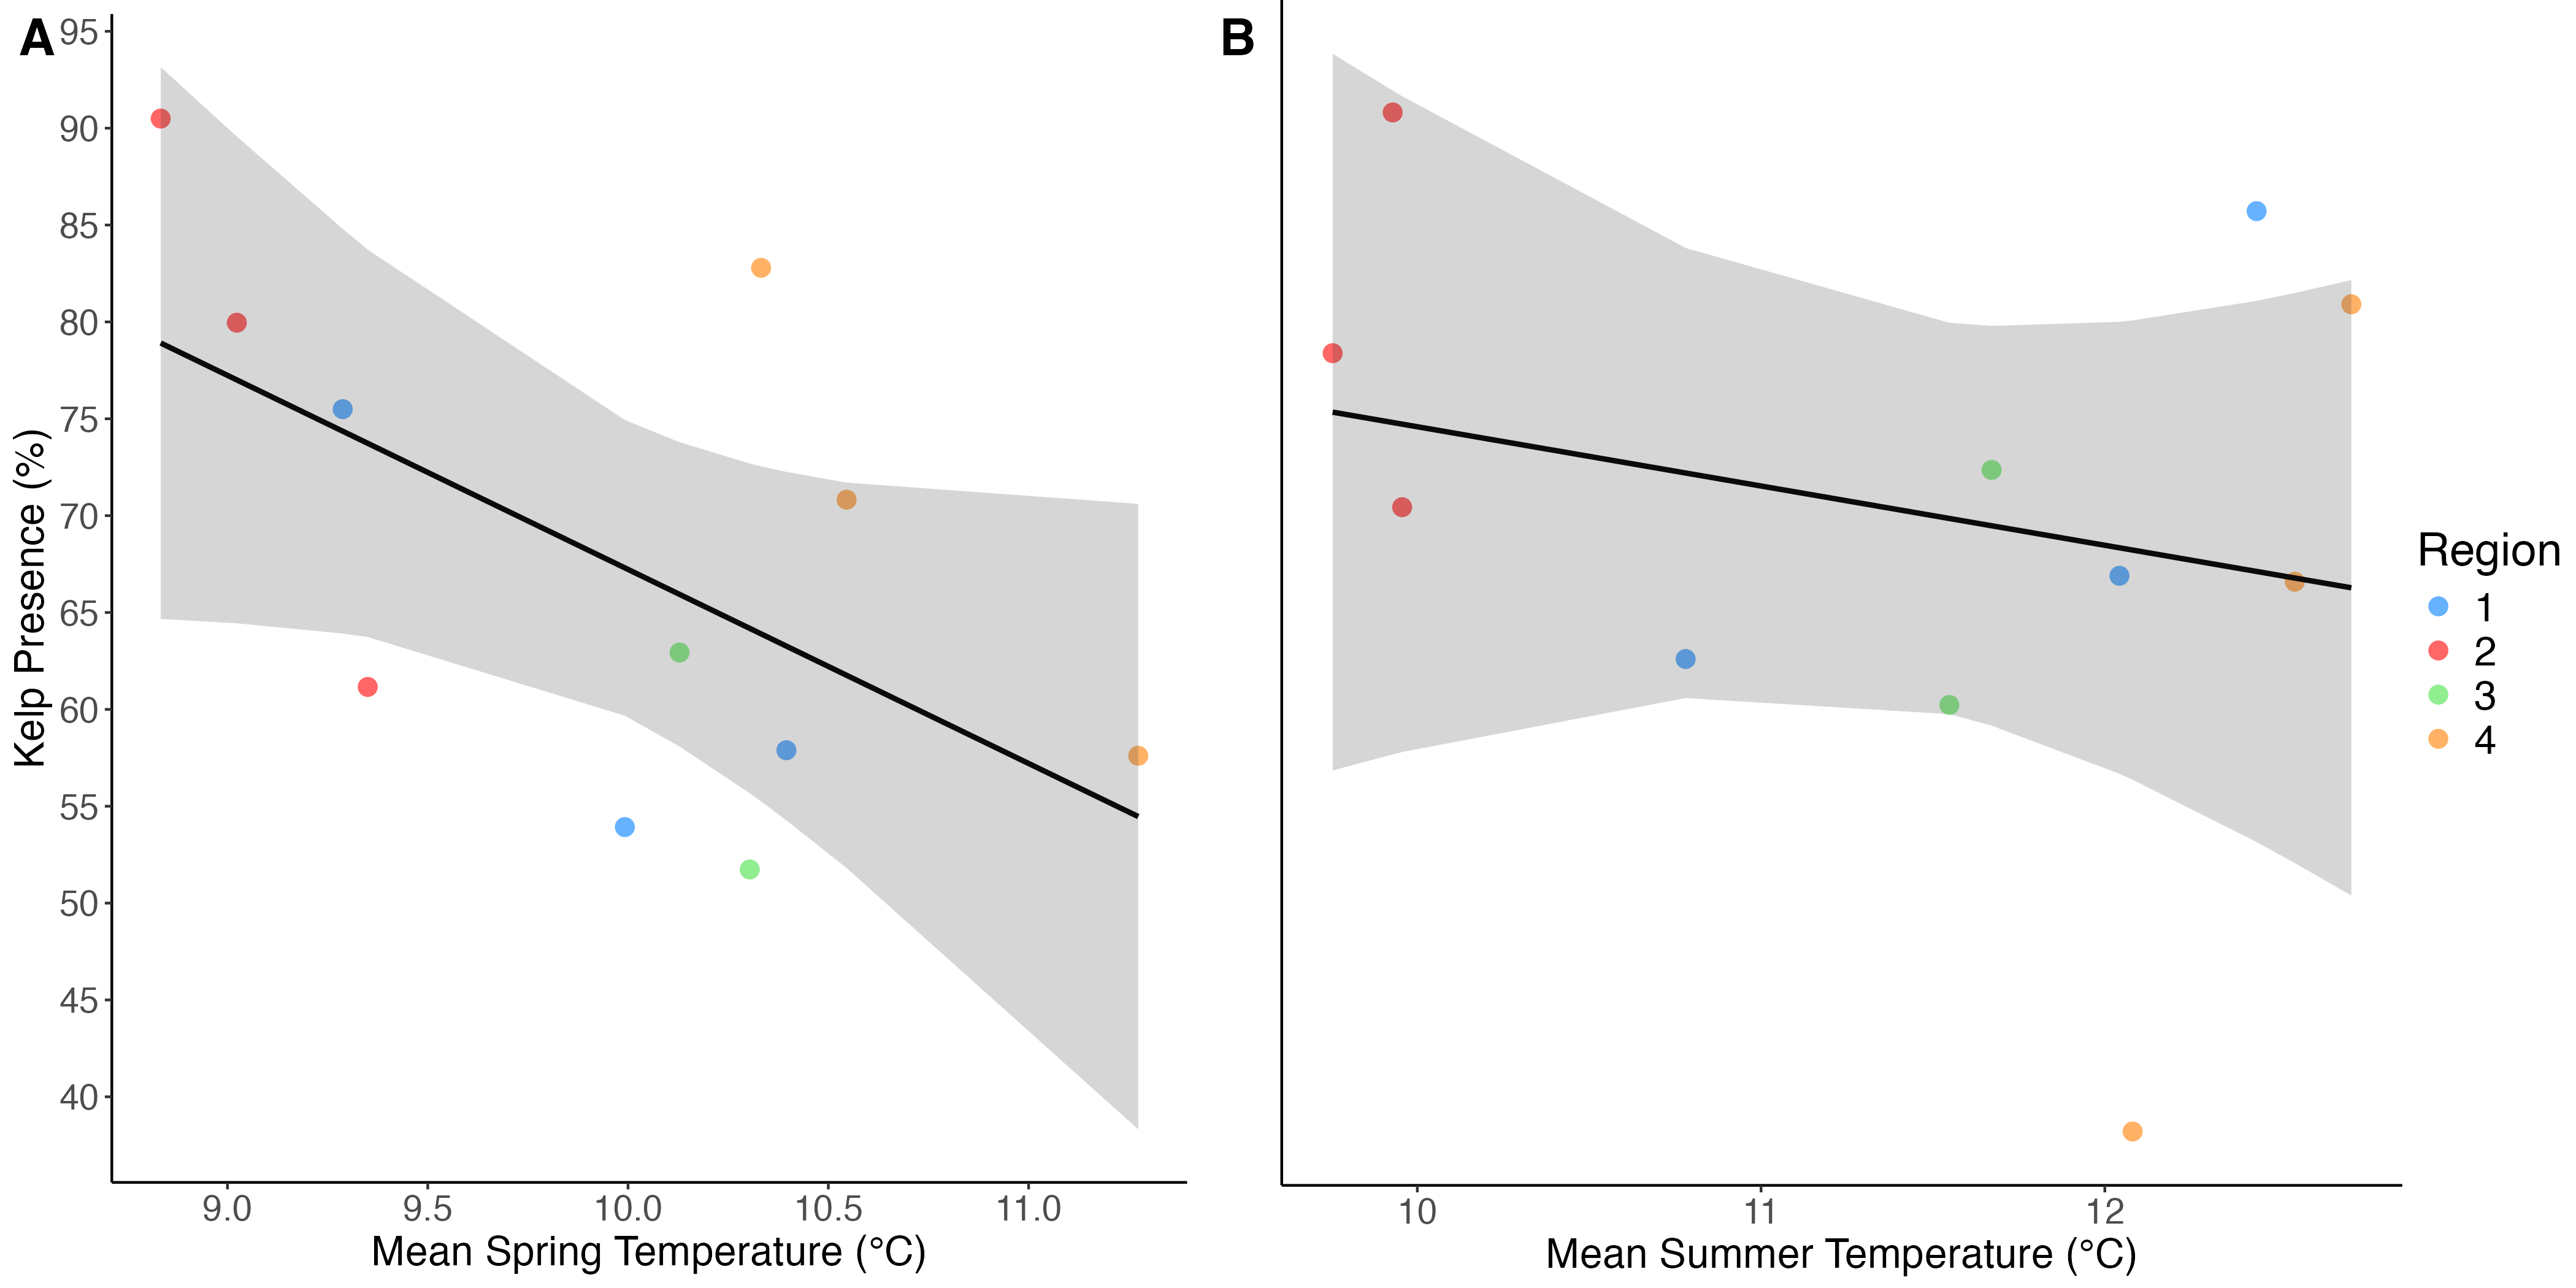 A
B
95
90
85
80
75
70
65
60
55
50
45
40
Kelp Presence (%)
9.0 9.5 10.0 10.5 11.0
Mean Spring Temperature (°C)
10 11 12
Mean Summer Temperature (°C)
Region
1
2
3
4